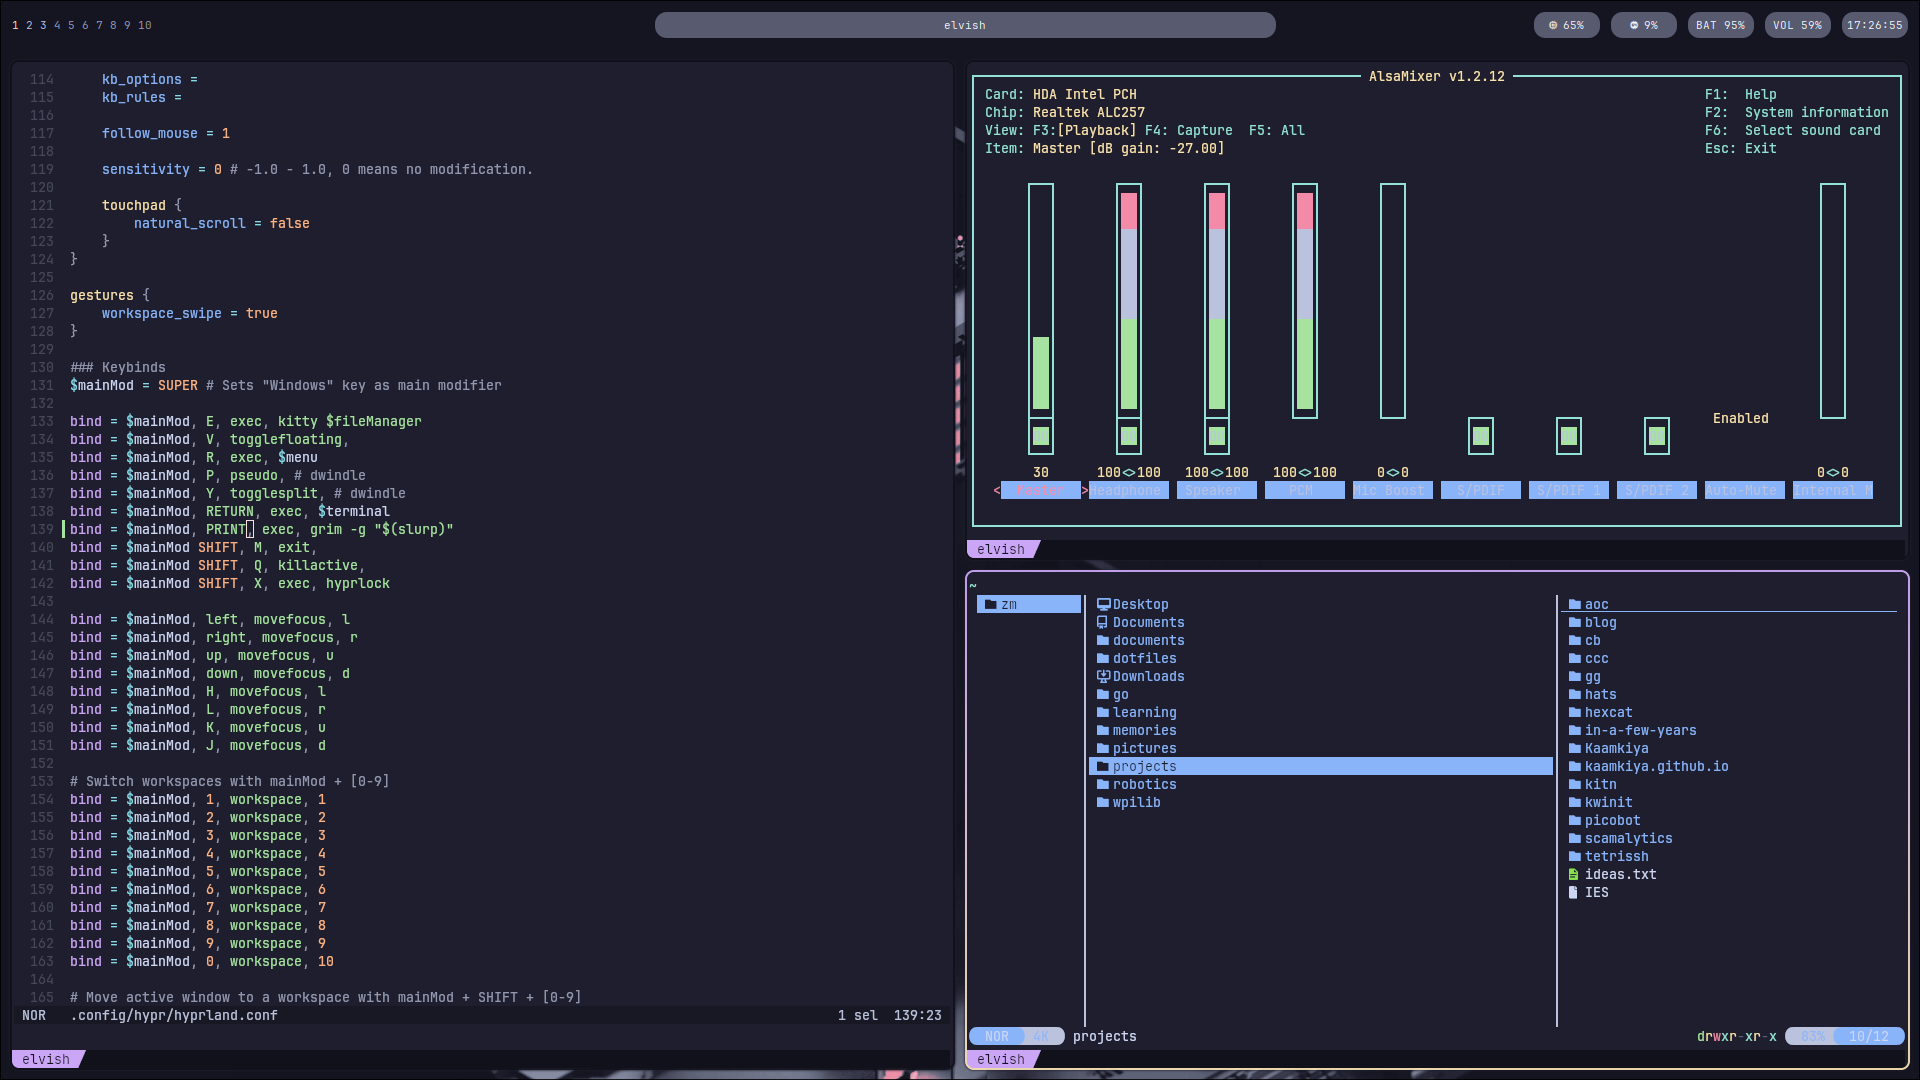 1 2 3 4 5 6 7 8 9 10
elvish
65%
9%
BAT 95%
VOL 59%
17:26:55
114 kb_options =
115 kb_rules =
116
117 follow_mouse = 1
118
119 sensitivity = 0 # -1.0 - 1.0, 0 means no modification.
120
121 touchpad {
122 natural_scroll = false
123 }
124 }
125
126 gestures {
127 workspace_swipe = true
128 }
129
130 ### Keybinds
131 $mainMod = SUPER # Sets "Windows" key as main modifier
132
133 bind = $mainMod, E, exec, kitty $fileManager
134 bind = $mainMod, V, togglefloating,
135 bind = $mainMod, R, exec, $menu
136 bind = $mainMod, P, pseudo, # dwindle
137 bind = $mainMod, Y, togglesplit, # dwindle
138 bind = $mainMod, RETURN, exec, $terminal
139 bind = $mainMod, PRINT, exec, grim -g "$(slurp)"
140 bind = $mainMod SHIFT, M, exit,
141 bind = $mainMod SHIFT, Q, killactive,
142 bind = $mainMod SHIFT, X, exec, hyprlock
143
144 bind = $mainMod, left, movefocus, l
145 bind = $mainMod, right, movefocus, r
146 bind = $mainMod, up, movefocus, u
147 bind = $mainMod, down, movefocus, d
148 bind = $mainMod, H, movefocus, l
149 bind = $mainMod, L, movefocus, r
150 bind = $mainMod, K, movefocus, u
151 bind = $mainMod, J, movefocus, d
152
153 # Switch workspaces with mainMod + [0-9]
154 bind = $mainMod, 1, workspace, 1
155 bind = $mainMod, 2, workspace, 2
156 bind = $mainMod, 3, workspace, 3
157 bind = $mainMod, 4, workspace, 4
158 bind = $mainMod, 5, workspace, 5
159 bind = $mainMod, 6, workspace, 6
160 bind = $mainMod, 7, workspace, 7
161 bind = $mainMod, 8, workspace, 8
162 bind = $mainMod, 9, workspace, 9
163 bind = $mainMod, 0, workspace, 10
164
165 # Move active window to a workspace with mainMod + SHIFT + [0-9]
NOR .config/hypr/hyprland.conf 1 sel 139:23
elvish
AlsaMixer v1.2.12
Card: HDA Intel PCH F1: Help
Chip: Realtek ALC257 F2: System information
View: F3:[Playback] F4: Capture F5: All F6: Select sound card
Item: Master [dB gain: -27.00] Esc: Exit
Enabled
30 100<>100 100<>100 100<>100 0<>0 0<>0
< Master >Headphone Speaker PCM Mic Boost S/PDIF S/PDIF 1 S/PDIF 2 Auto-Mute Internal M
elvish
~
zm
Desktop
Documents
documents
dotfiles
Downloads
go
learning
memories
pictures
projects
robotics
wpilib
aoc
blog
cb
ccc
gg
hats
hexcat
in-a-few-years
Kaamkiya
kaamkiya.github.io
kitn
kwinit
picobot
scamalytics
tetrissh
ideas.txt
IES
NOR 4K projects drwxr-xr-x 83% 10/12
elvish